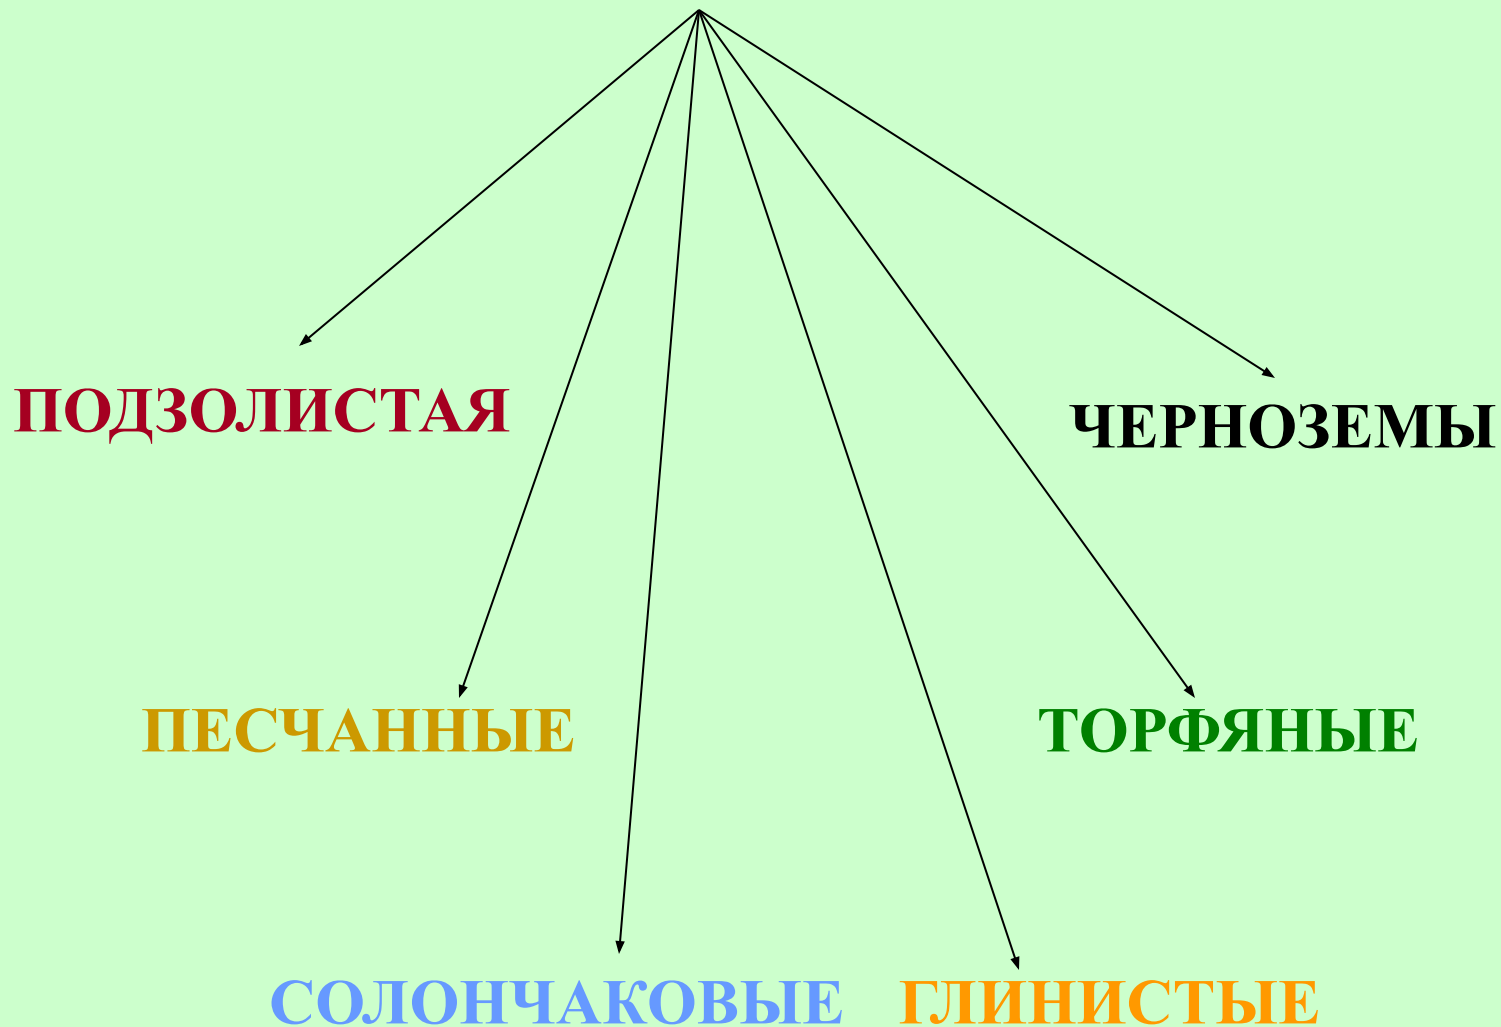 ПОДЗОЛИСТАЯ
ЧЕРНОЗЕМЫ
ПЕСЧАННЫЕ
ТОРФЯНЫЕ
СОЛОНЧАКОВЫЕ
ГЛИНИСТЫЕ